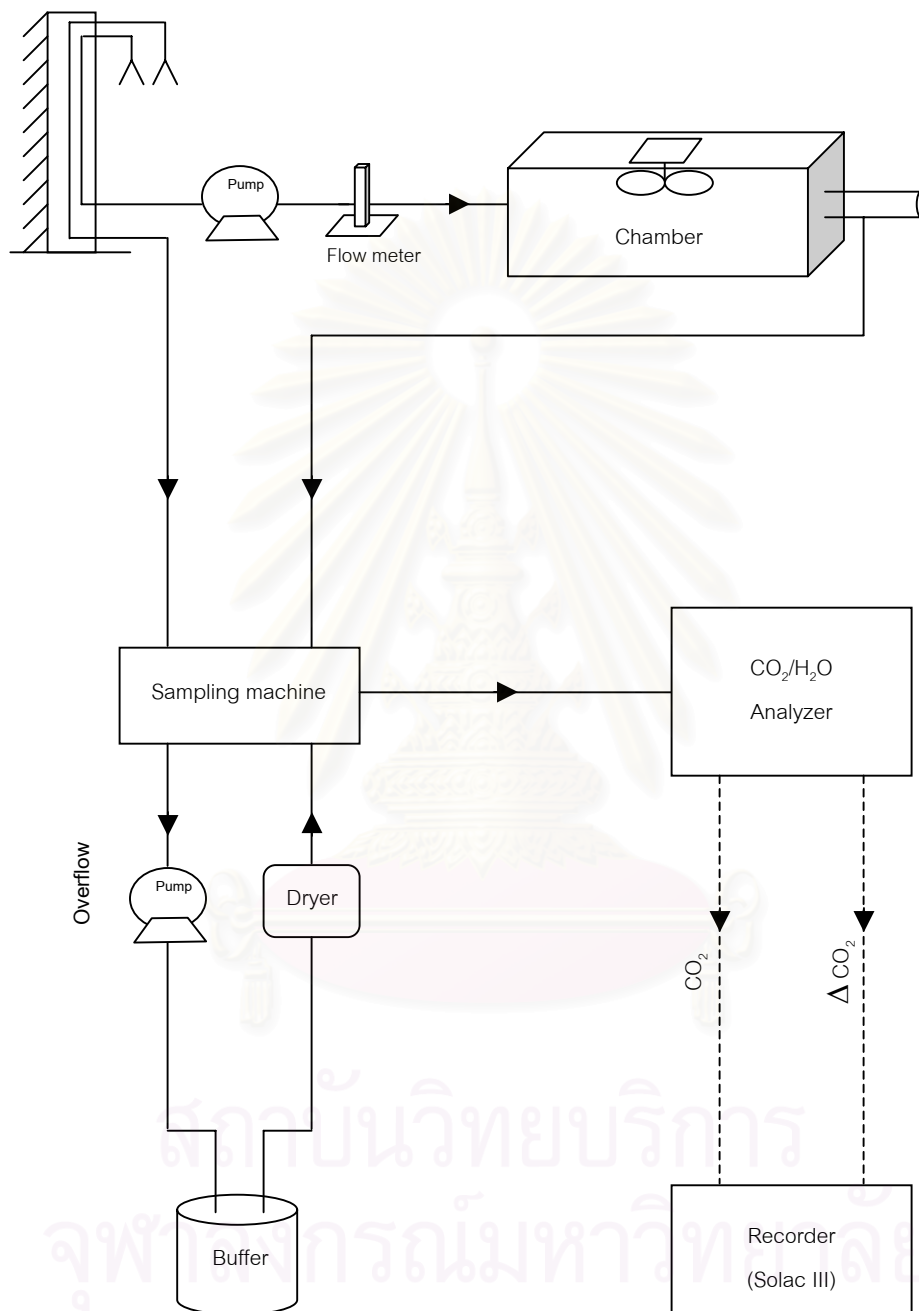 Pump
Flow meter
Chamber
Sampling machine
CO₂/H₂O
Analyzer
Overflow
Pump
Dryer
CO₂
Δ CO₂
สถาบันวิทยบริการ
จุฬาลงกรณ์มหาวิทยาลัย
Buffer
Recorder
(Solac III)